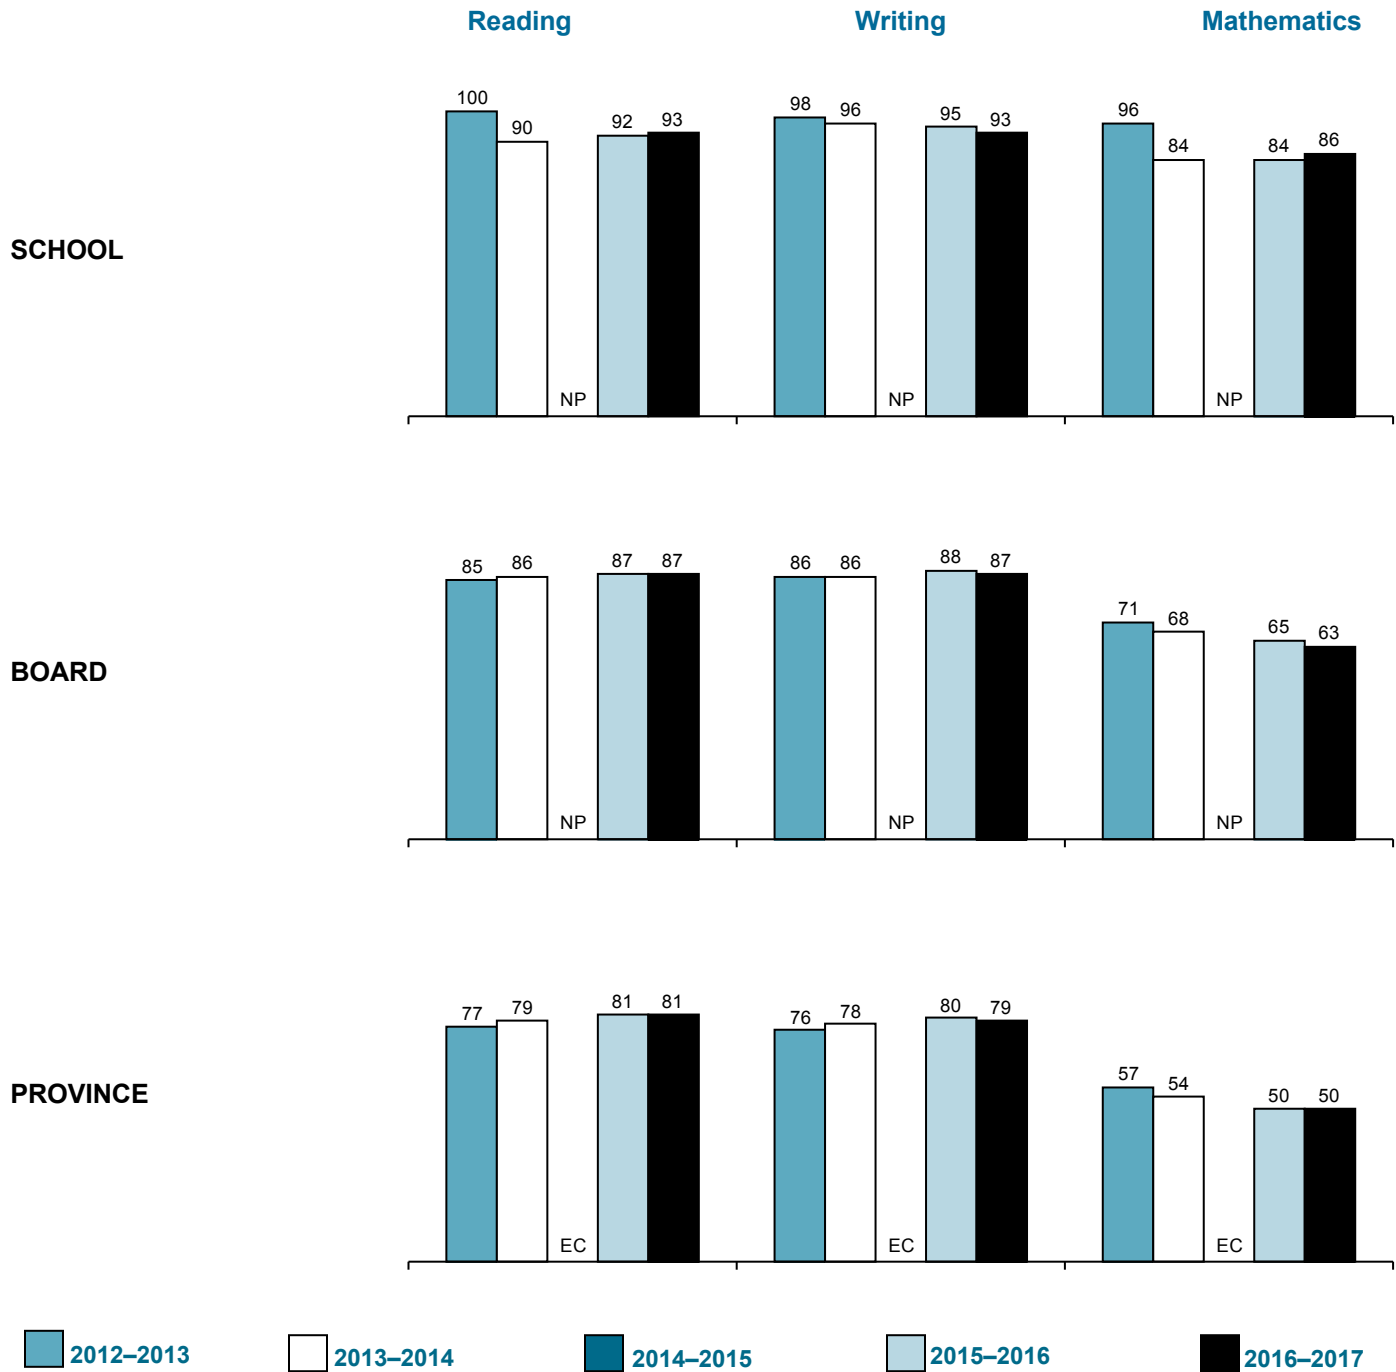 Reading Writing Mathematics
SCHOOL
100 90 NP 92 93 98 96 NP 95 93 96 84 NP 84 86
BOARD
85 86 NP 87 87 86 86 NP 88 87 71 68 NP 65 63
PROVINCE
77 79 EC 81 81 76 78 EC 80 79 57 54 EC 50 50
2012–2013 2013–2014 2014–2015 2015–2016 2016–2017